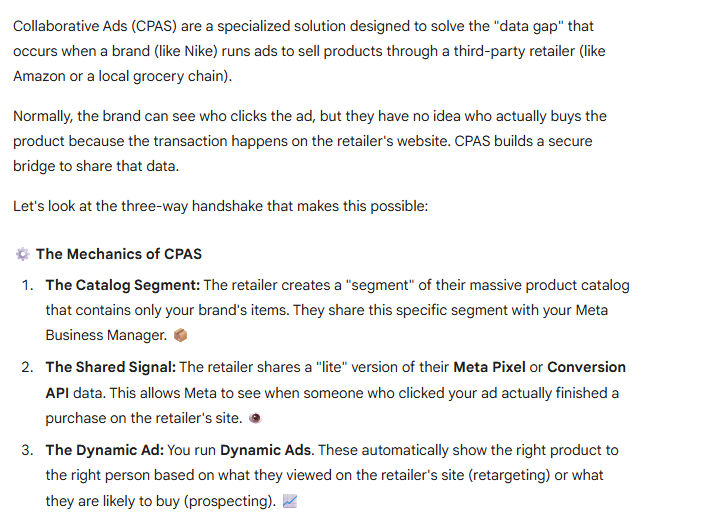 Collaborative Ads (CPAS) are a specialized solution designed to solve the "data gap" that
occurs when a brand (like Nike) runs ads to sell products through a third-party retailer (like
Amazon or a local grocery chain).
Normally, the brand can see who clicks the ad, but they have no idea who actually buys the
product because the transaction happens on the retailer's website. CPAS builds a secure
bridge to share that data.
Let's look at the three-way handshake that makes this possible:
⚙️ The Mechanics of CPAS
1. The Catalog Segment: The retailer creates a "segment" of their massive product catalog
that contains only your brand's items. They share this specific segment with your Meta
Business Manager. 📦
2. The Shared Signal: The retailer shares a "lite" version of their Meta Pixel or Conversion
API data. This allows Meta to see when someone who clicked your ad actually finished a
purchase on the retailer's site. 👁️
3. The Dynamic Ad: You run Dynamic Ads. These automatically show the right product to
the right person based on what they viewed on the retailer's site (retargeting) or what
they are likely to buy (prospecting). 📈